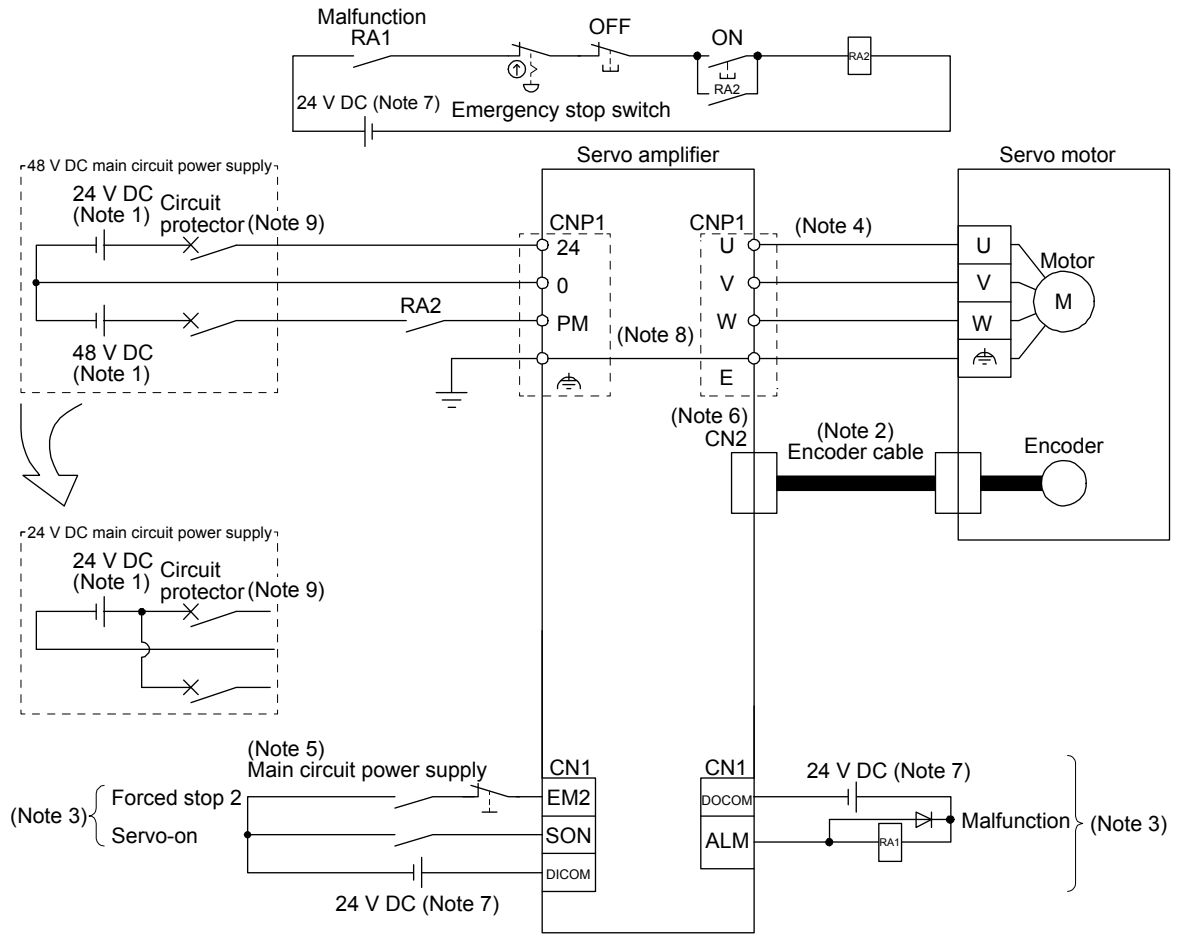 Malfunction
RA1
OFF
ON
RA2
RA2
24 V DC (Note 7)
Emergency stop switch
48 V DC main circuit power supply
24 V DC
(Note 1)
Circuit
protector (Note 9)
48 V DC
(Note 1)
RA2
Servo amplifier
CNP1
24
0
PM
(Note 8)
CNP1
U
V
W
E
(Note 4)
Servo motor
U
V
W
Motor
M
(Note 6)
CN2
(Note 2)
Encoder cable
Encoder
24 V DC main circuit power supply
24 V DC
(Note 1)
Circuit
protector (Note 9)
(Note 5)
Main circuit power supply
(Note 3)
Forced stop 2
Servo-on
24 V DC (Note 7)
CN1
EM2
SON
DICOM
CN1
DOCOM
ALM
24 V DC (Note 7)
RA1
Malfunction
(Note 3)